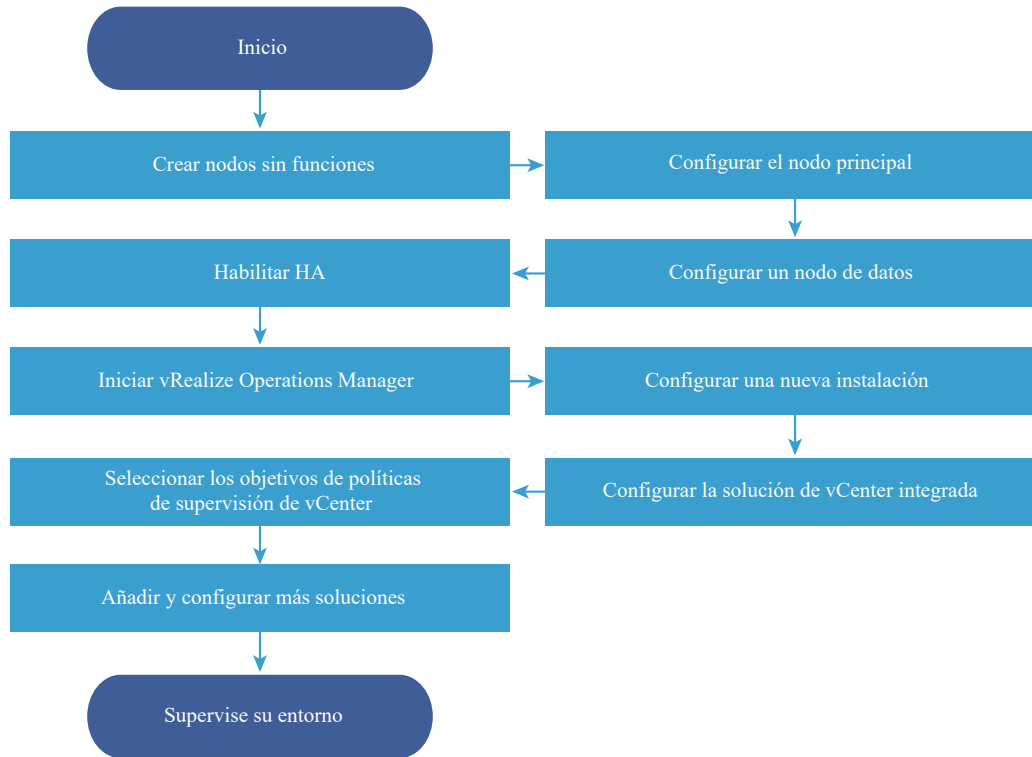 Inicio
Crear nodos sin funciones
Configurar el nodo principal
Habilitar HA
Configurar un nodo de datos
Iniciar vRealize Operations Manager
Configurar una nueva instalación
Seleccionar los objetivos de políticas
de supervisión de vCenter
Configurar la solución de vCenter integrada
Añadir y configurar más soluciones
Supervise su entorno